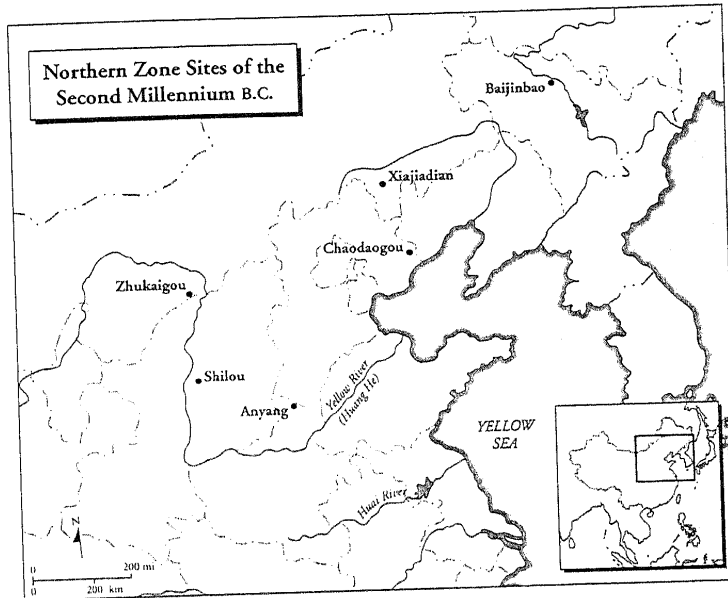 Northern Zone Sites of the
Second Millennium B.C.
Baijinbao
Xiajiadian
Chaodaogou
Zhukaigou
Shilou
Anyang
Yellow River
(Huang He)
YELLOW
SEA
Huai River
N
0
200 mi
0
200 km